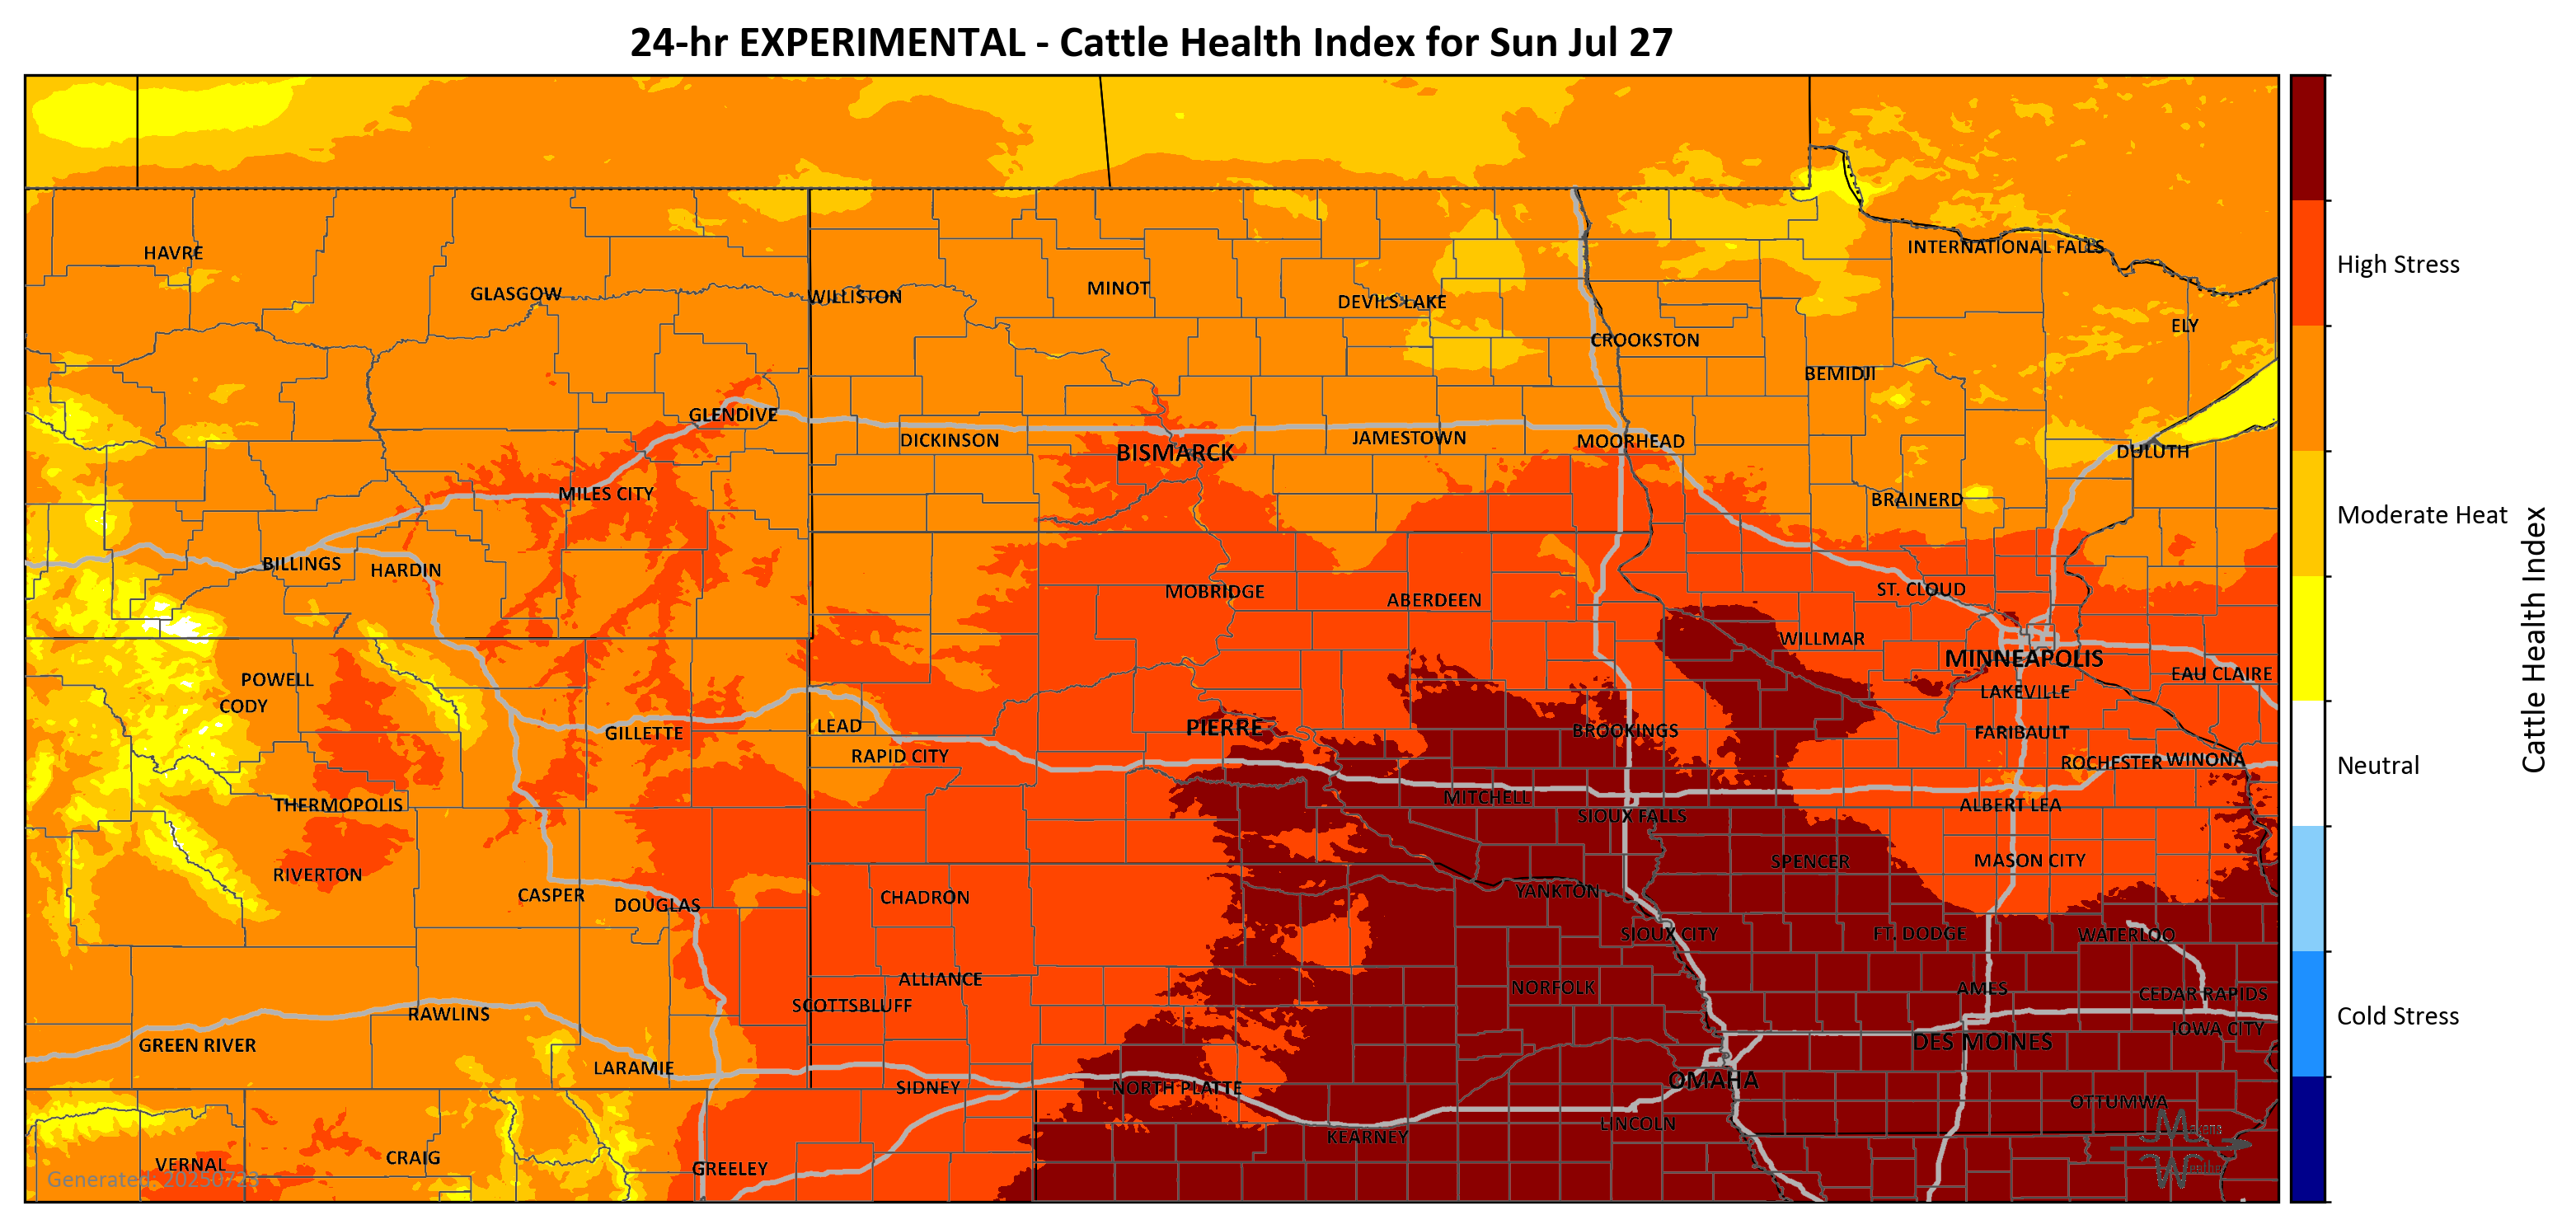 24-hr EXPERIMENTAL - Cattle Health Index for Sun Jul 27
HAVRE
INTERNATIONAL FALLS
GLASGOW
WILLISTON
MINOT
DEVILS LAKE
ELY
CROOKSTON
BEMIDJI
GLENDIVE
DICKINSON
BISMARCK
JAMESTOWN
MOORHEAD
DULUTH
MILES CITY
BRAINERD
BILLINGS
HARDIN
MOBRIDGE
ABERDEEN
ST. CLOUD
WILLMAR
MINNEAPOLIS
EAU CLAIRE
POWELL
CODY
LAKEVILLE
GILLETTE
LEAD
PIERRE
BROOKINGS
FARIBAULT
RAPID CITY
ROCHESTER
WINONA
THERMOPOLIS
MITCHELL
SIOUX FALLS
ALBERT LEA
RIVERTON
SPENCER
MASON CITY
CASPER
DOUGLAS
CHADRON
YANKTON
SIOUX CITY
FT. DODGE
WATERLOO
ALLIANCE
NORFOLK
AMES
CEDAR RAPIDS
SCOTTSBLUFF
RAWLINS
IOWA CITY
GREEN RIVER
DES MOINES
LARAMIE
SIDNEY
NORTH PLATTE
OMAHA
OTTUMWA
LINCOLN
KEARNEY
VERNAL
CRAIG
GREELEY
Generated: 20250723
High Stress
Moderate Heat
Neutral
Cold Stress
Cattle Health Index